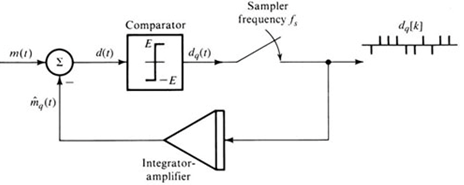 Comparator
Sampler
frequency f_s
m(t)
Σ
d(t)
E
−E
d_q(t)
d_q[k]
−
m̂_q(t)
Integrator-
amplifier